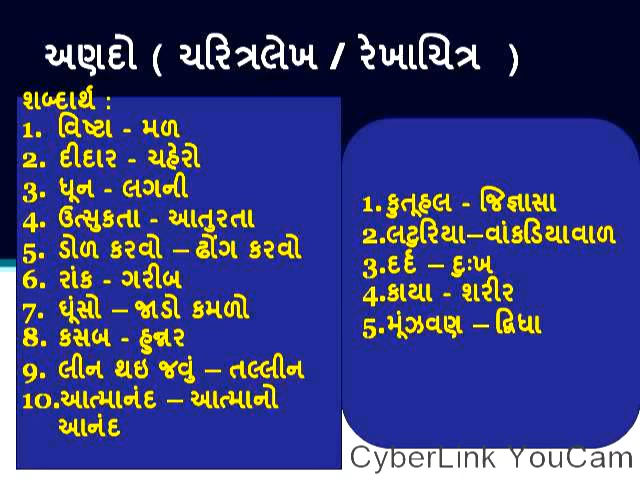 અણદો ( ચરિત્રલેખ / રેખાચિત્ર )
શબ્દાર્થ :
1. વિષ્ટા - મળ
2. દીદાર - ચહેરો
3. ધૂન - લગની
4. ઉત્સુકતા - આતુરતા
5. ડોળ કરવો – ઢોંગ કરવો
6. રાંક - ગરીબ
7. ઘૂંસો – જાડો કમળો
8. કસબ - હુન્નર
9. લીન થઇ જવું – તલ્લીન
10.આત્માનંદ – આત્માનો
આનંદ
1.કુતૂહલ - જિજ્ઞાસા
2.લટુરિયા–વાંકડિયાવાળ
3.દર્દ – દુઃખ
4.કાયા - શરીર
5.મૂંઝવણ – દ્વિધા
CyberLink YouCam